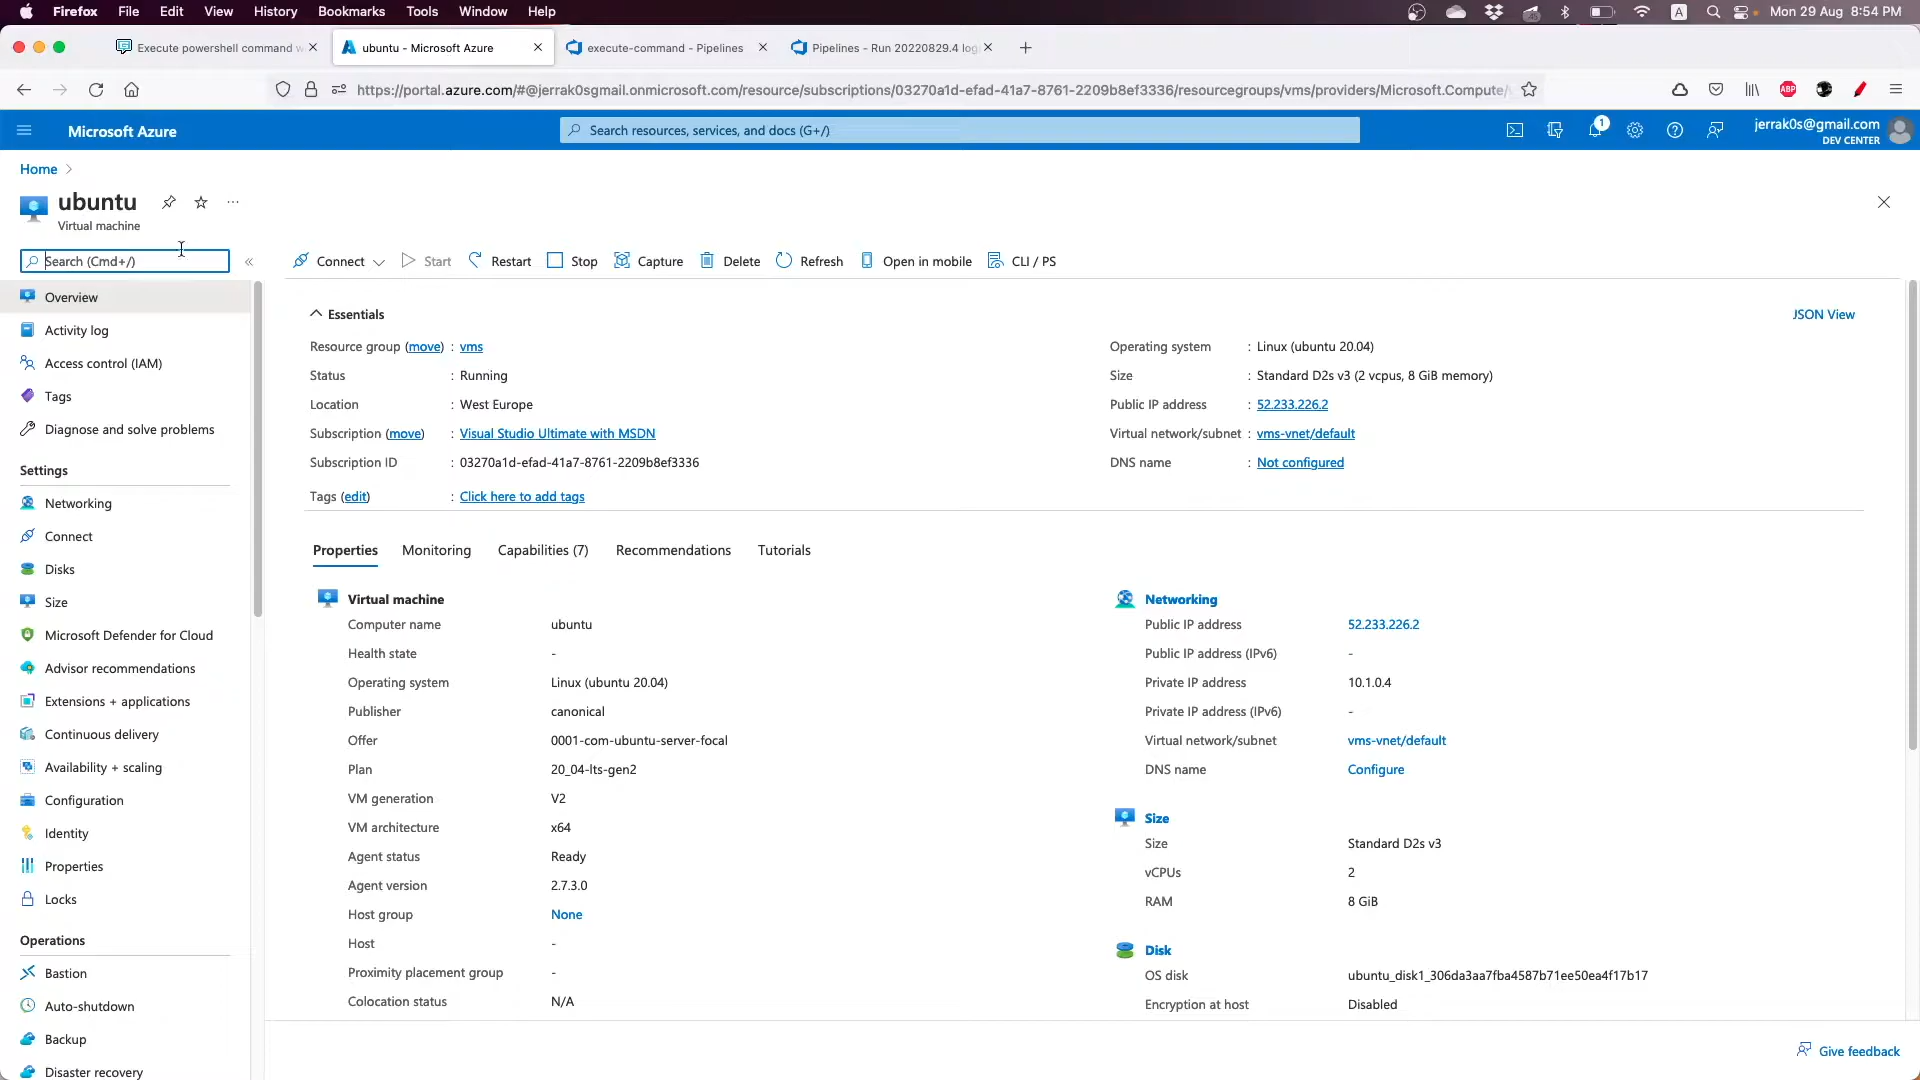 Firefox File Edit View History Bookmarks Tools Window Help
A Mon 29 Aug 8:54 PM
Execute powershell command w
ubuntu - Microsoft Azure
execute-command - Pipelines
Pipelines - Run 20220829.4 log
https://portal.azure.com/#@jerrak0sgmail.onmicrosoft.com/resource/subscriptions/03270a1d-efad-41a7-8761-2209b8ef3336/resourcegroups/vms/providers/Microsoft.Compute/
ABP
Microsoft Azure
Search resources, services, and docs (G+/)
1
jerrak0s@gmail.com
DEV CENTER
Home
ubuntu
Virtual machine
Search (Cmd+/)
Connect Start Restart Stop Capture Delete Refresh Open in mobile CLI / PS
Overview
Activity log
Access control (IAM)
Tags
Diagnose and solve problems
Settings
Networking
Connect
Disks
Size
Microsoft Defender for Cloud
Advisor recommendations
Extensions + applications
Continuous delivery
Availability + scaling
Configuration
Identity
Properties
Locks
Operations
Bastion
Auto-shutdown
Backup
Disaster recovery
Essentials
JSON View
Resource group (move) : vms
Status : Running
Location : West Europe
Subscription (move) : Visual Studio Ultimate with MSDN
Subscription ID : 03270a1d-efad-41a7-8761-2209b8ef3336
Tags (edit) : Click here to add tags
Operating system : Linux (ubuntu 20.04)
Size : Standard D2s v3 (2 vcpus, 8 GiB memory)
Public IP address : 52.233.226.2
Virtual network/subnet : vms-vnet/default
DNS name : Not configured
Properties Monitoring Capabilities (7) Recommendations Tutorials
Virtual machine
Computer name ubuntu
Health state -
Operating system Linux (ubuntu 20.04)
Publisher canonical
Offer 0001-com-ubuntu-server-focal
Plan 20_04-lts-gen2
VM generation V2
VM architecture x64
Agent status Ready
Agent version 2.7.3.0
Host group None
Host -
Proximity placement group -
Colocation status N/A
Networking
Public IP address 52.233.226.2
Public IP address (IPv6) -
Private IP address 10.1.0.4
Private IP address (IPv6) -
Virtual network/subnet vms-vnet/default
DNS name Configure
Size
Size Standard D2s v3
vCPUs 2
RAM 8 GiB
Disk
OS disk ubuntu_disk1_306da3aa7fba4587b71ee50ea4f17b17
Encryption at host Disabled
Give feedback